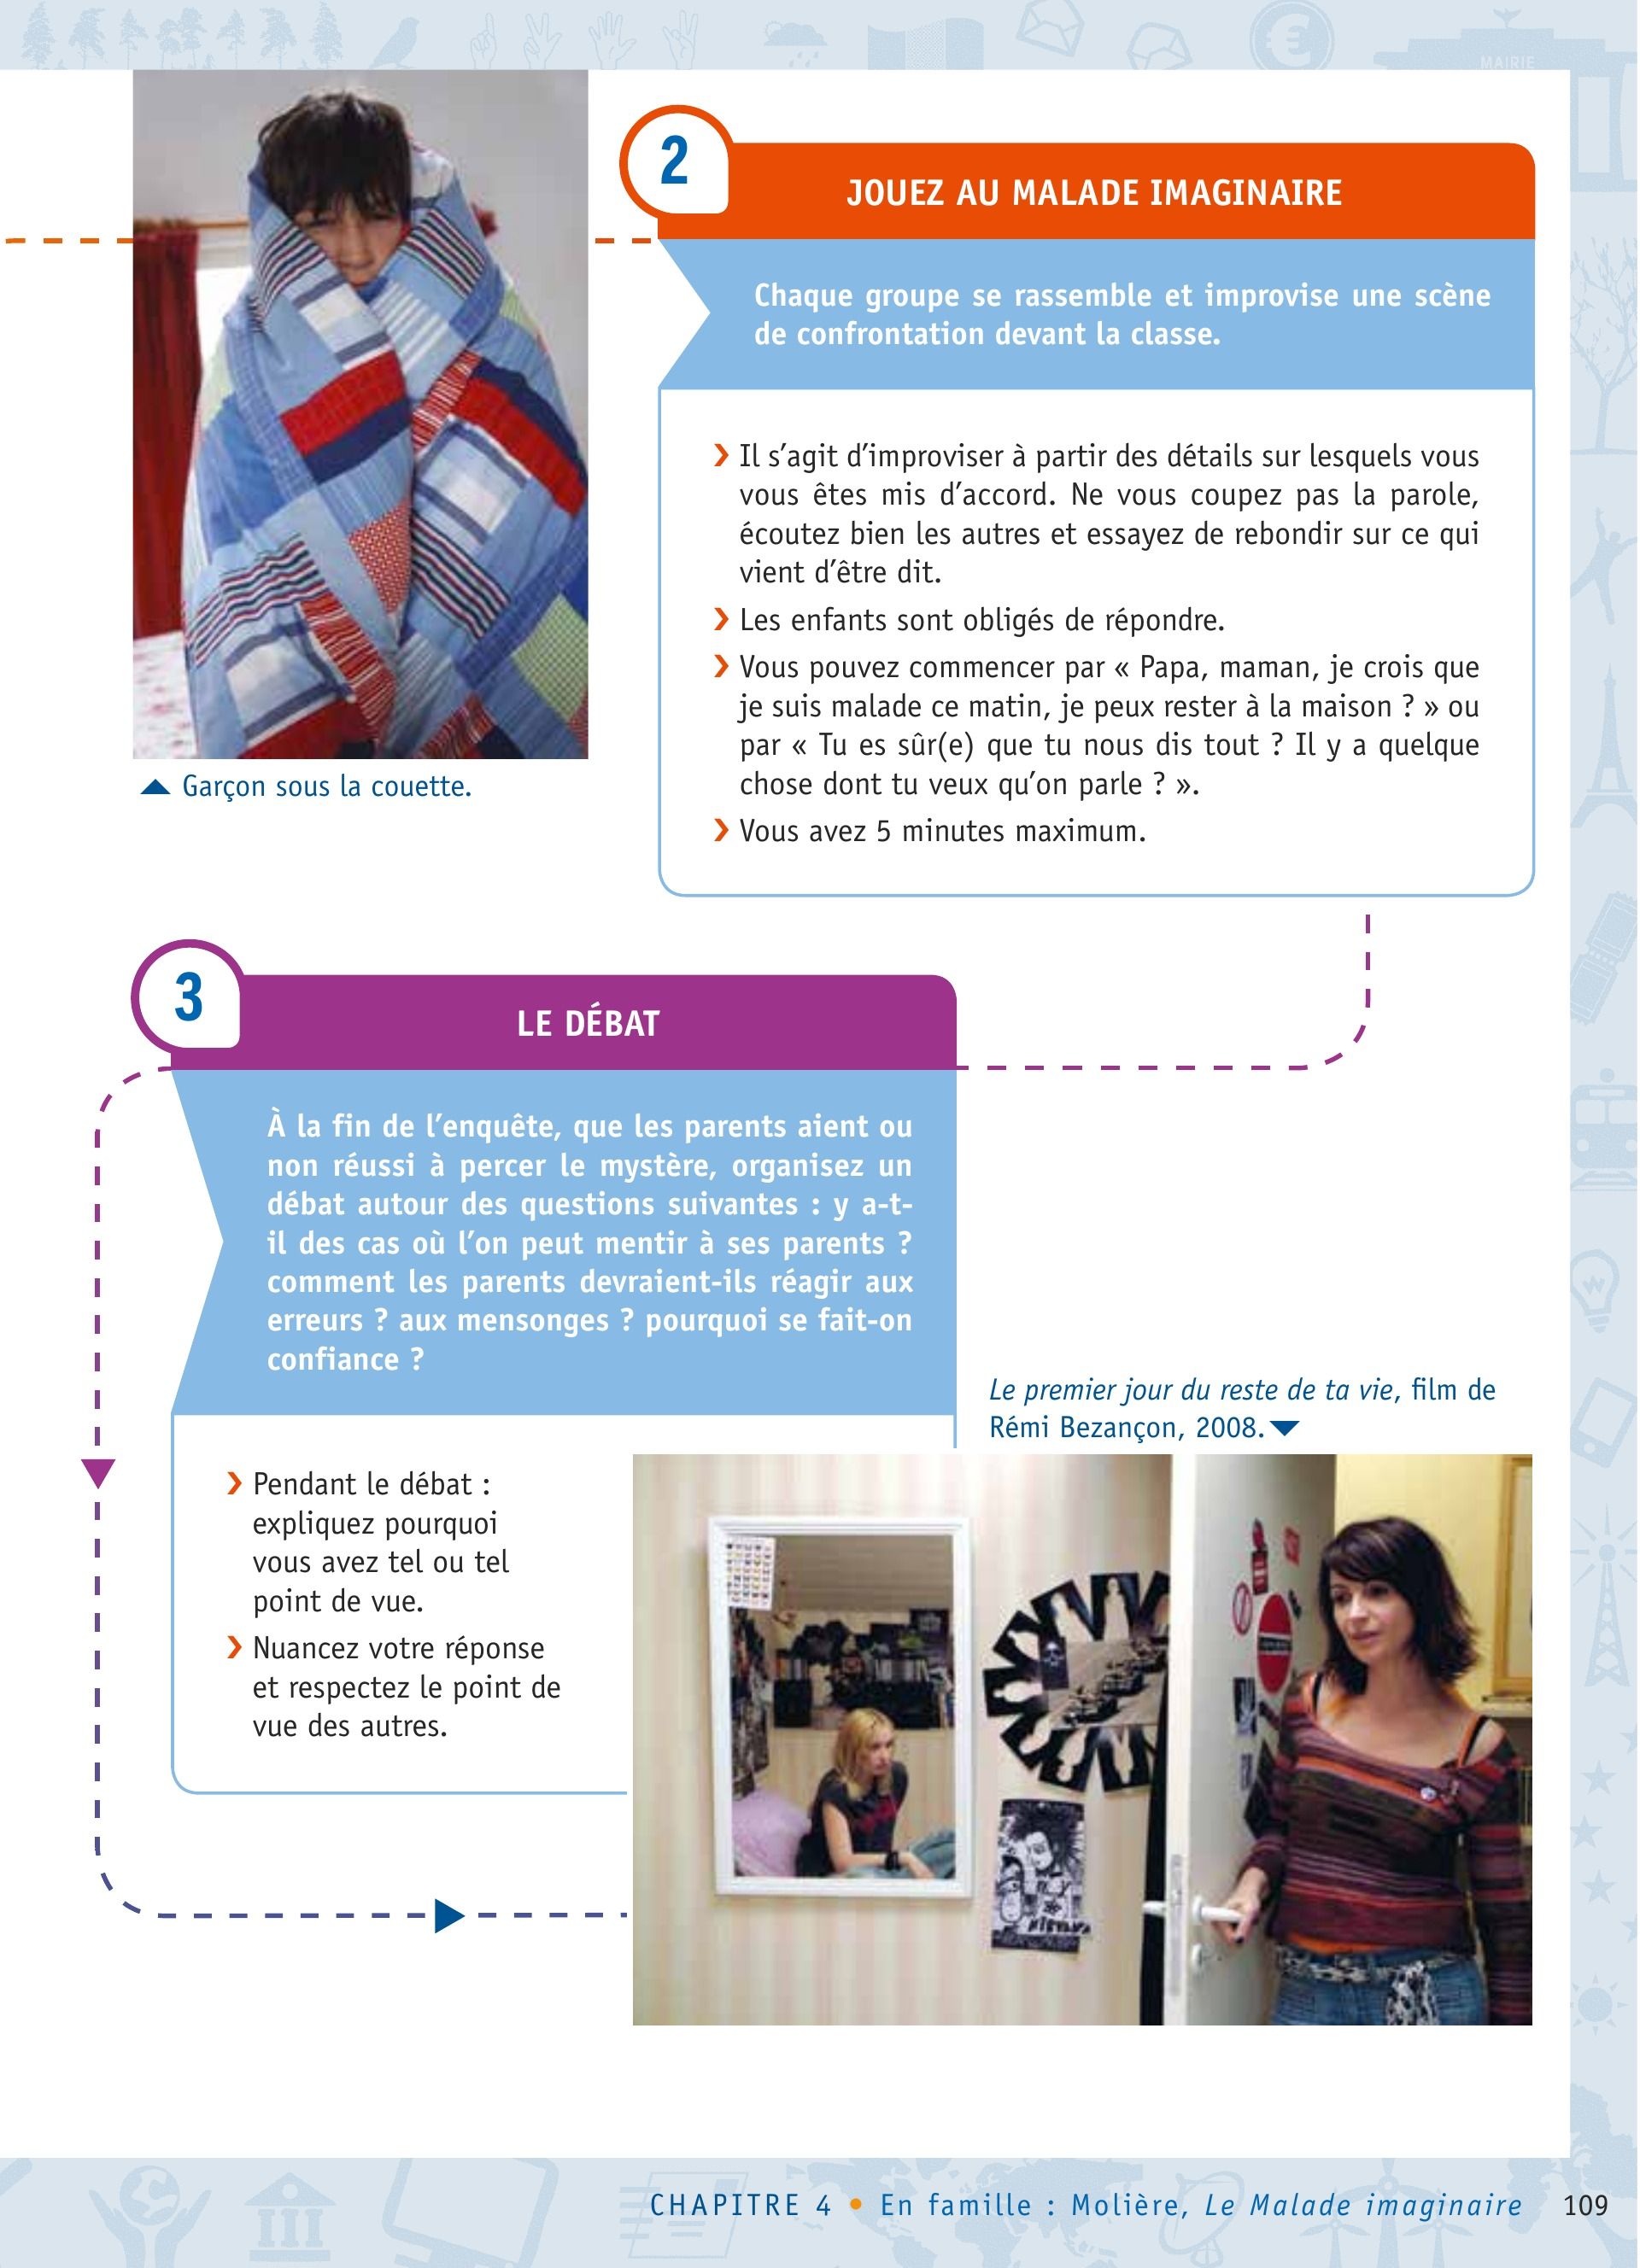 MAIRIE
2
JOUEZ AU MALADE IMAGINAIRE
Chaque groupe se rassemble et improvise une scène
de confrontation devant la classe.
❯ Il s’agit d’improviser à partir des détails sur lesquels vous
vous êtes mis d’accord. Ne vous coupez pas la parole,
écoutez bien les autres et essayez de rebondir sur ce qui
vient d’être dit.
❯ Les enfants sont obligés de répondre.
❯ Vous pouvez commencer par « Papa, maman, je crois que
je suis malade ce matin, je peux rester à la maison ? » ou
par « Tu es sûr(e) que tu nous dis tout ? Il y a quelque
chose dont tu veux qu’on parle ? ».
❯ Vous avez 5 minutes maximum.
Garçon sous la couette.
3
LE DÉBAT
À la fin de l’enquête, que les parents aient ou
non réussi à percer le mystère, organisez un
débat autour des questions suivantes : y a-t-
il des cas où l’on peut mentir à ses parents ?
comment les parents devraient-ils réagir aux
erreurs ? aux mensonges ? pourquoi se fait-on
confiance ?
❯ Pendant le débat :
expliquez pourquoi
vous avez tel ou tel
point de vue.
❯ Nuancez votre réponse
et respectez le point de
vue des autres.
Le premier jour du reste de ta vie, film de
Rémi Bezançon, 2008.
NIRVANA
CHAPITRE 4 • En famille : Molière, Le Malade imaginaire 109